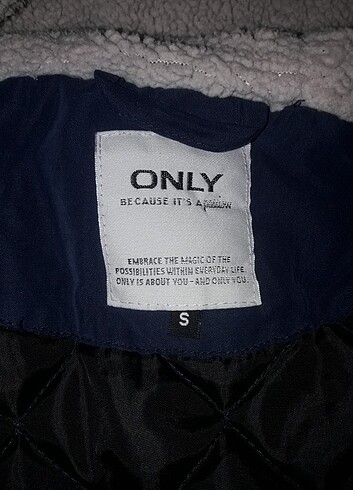 ONLY
BECAUSE IT'S A passion
EMBRACE THE MAGIC OF THE
POSSIBILITIES WITHIN EVERYDAY LIFE.
ONLY IS ABOUT YOU - AND ONLY YOU.
S